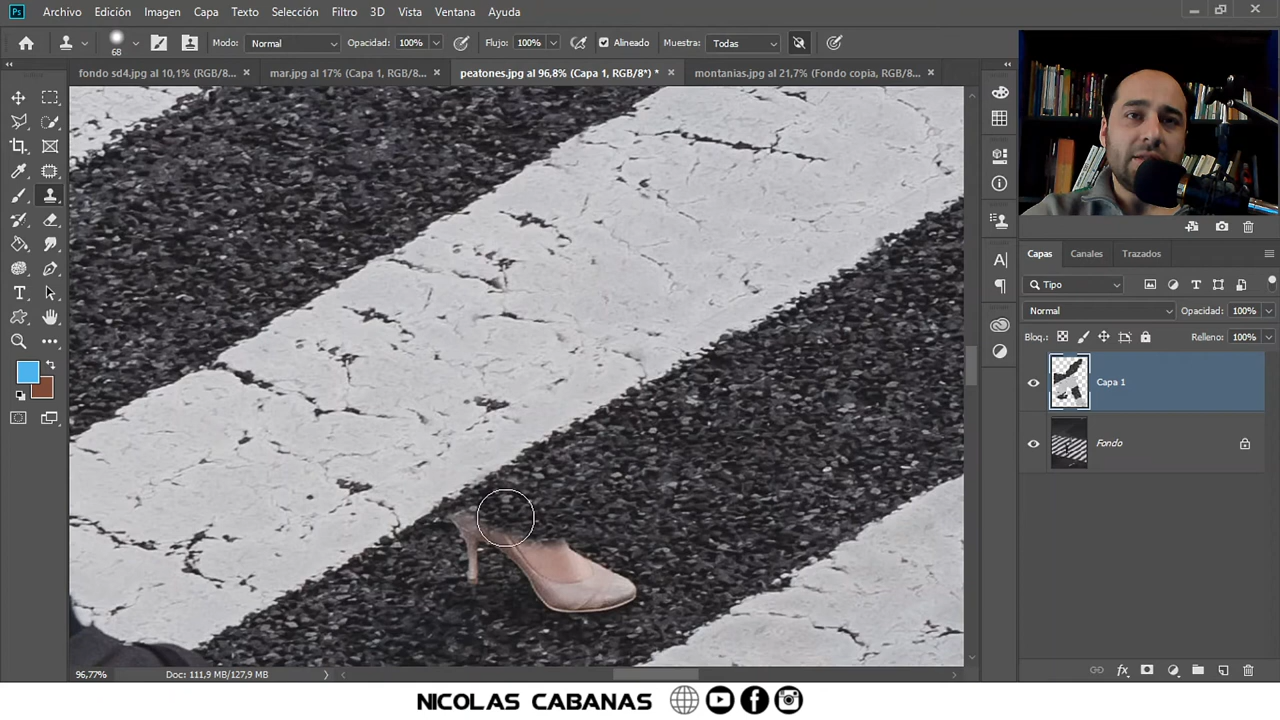 Ps Archivo Edición Imagen Capa Texto Selección Filtro 3D Vista Ventana Ayuda
68 Modo: Normal Opacidad: 100% Flujo: 100% Alineado Muestra: Todas
fondo sd4.jpg al 10,1% (RGB/8... × mar.jpg al 17% (Capa 1, RGB/8... × peatones.jpg al 96,8% (Capa 1, RGB/8*) * × montanias.jpg al 21,7% (Fondo copia, RGB/8... ×
Capas Canales Trazados
Tipo
Normal Opacidad: 100%
Bloq.: Relleno: 100%
Capa 1
Fondo
96,77% Doc: 111,9 MB/127,9 MB
NICOLAS CABANAS